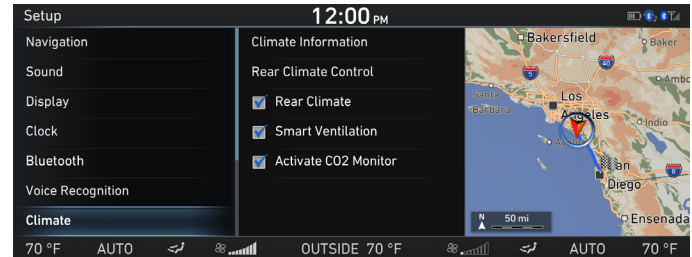 Setup
12:00 PM
Navigation
Sound
Display
Clock
Bluetooth
Voice Recognition
Climate
Climate Information
Rear Climate Control
Rear Climate
Smart Ventilation
Activate CO2 Monitor
Bakersfield
Baker
5
40
Ambo
Santa
Barbara
Los
Angeles
Indio
San
Diego
8
Ensenada
N
50 mi
70 °F
AUTO
OUTSIDE 70 °F
AUTO
70 °F